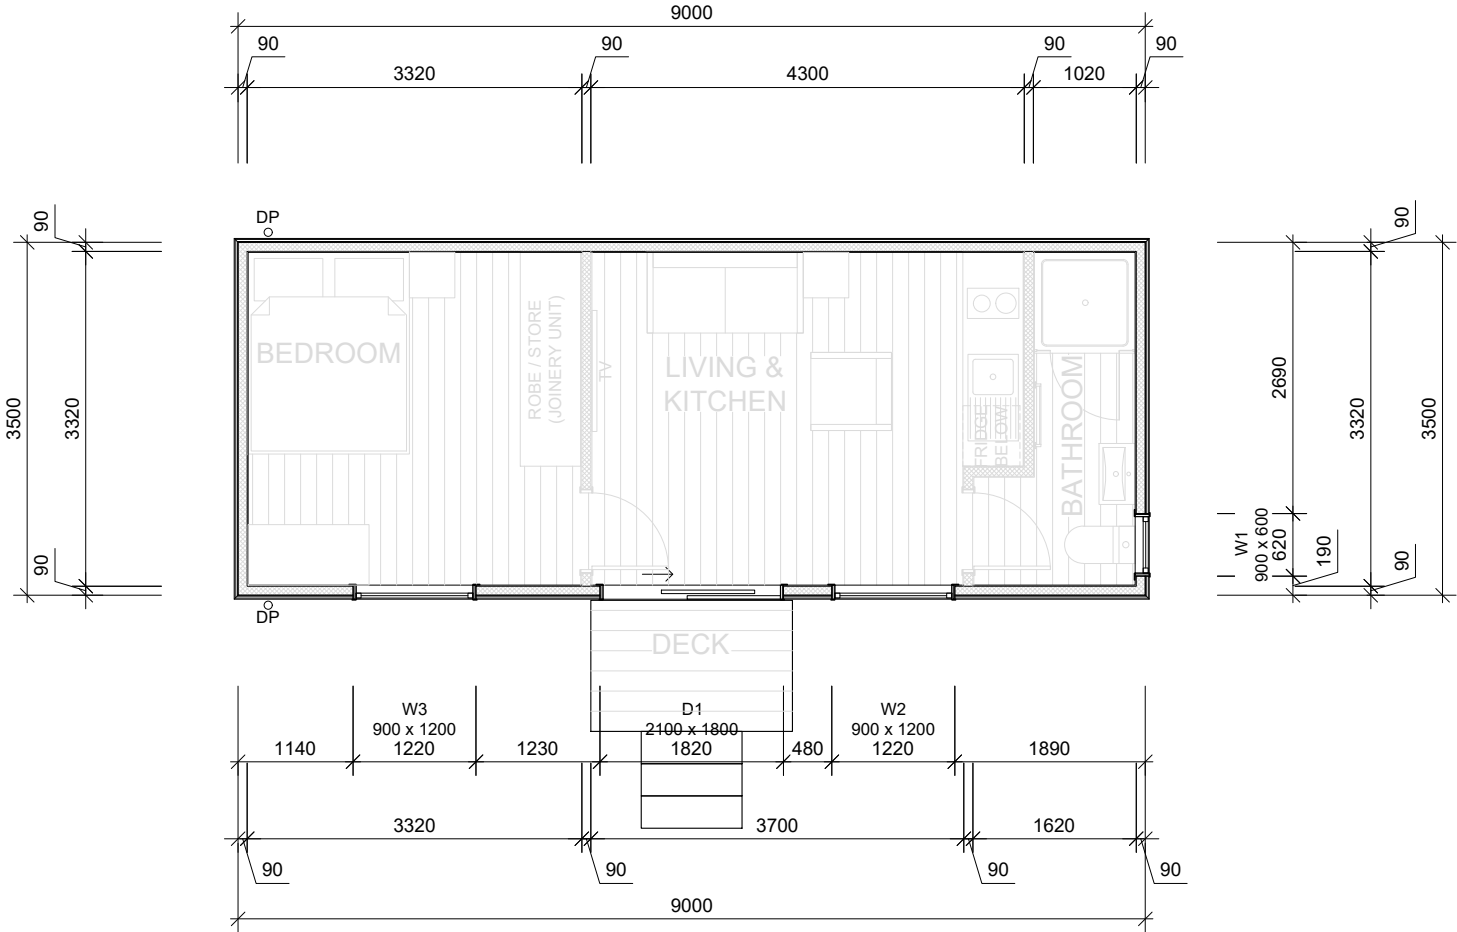 9000
90
90
90
90
3320
4300
1020
DP
90
3500
3320
90
BEDROOM
ROBE / STORE
(JOINERY UNIT)
TV
LIVING &
KITCHEN
FRIDGE
BELOW
BATHROOM
90
2690
3320
3500
W1
900 x 600
620
190
90
DP
DECK
W3
900 x 1200
D1
2100 x 1800
W2
900 x 1200
1140
1220
1230
1820
480
1220
1890
3320
3700
1620
90
90
90
90
9000